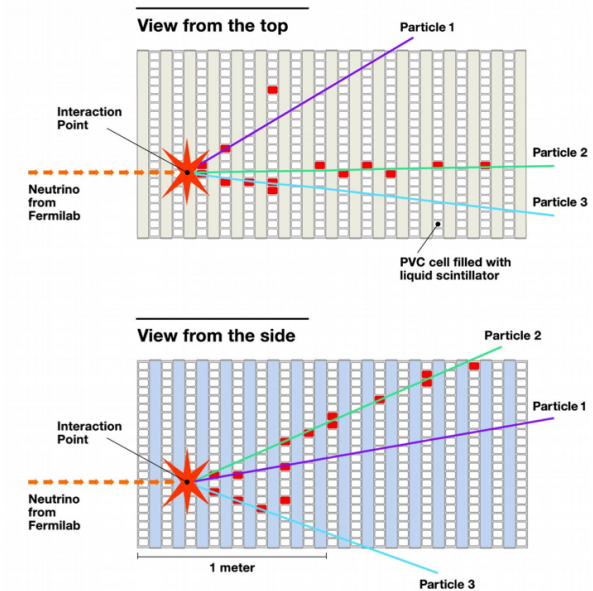 View from the top
Particle 1
Interaction
Point
Particle 2
Neutrino
from
Fermilab
Particle 3
PVC cell filled with
liquid scintillator
View from the side
Particle 2
Particle 1
Interaction
Point
Neutrino
from
Fermilab
1 meter
Particle 3